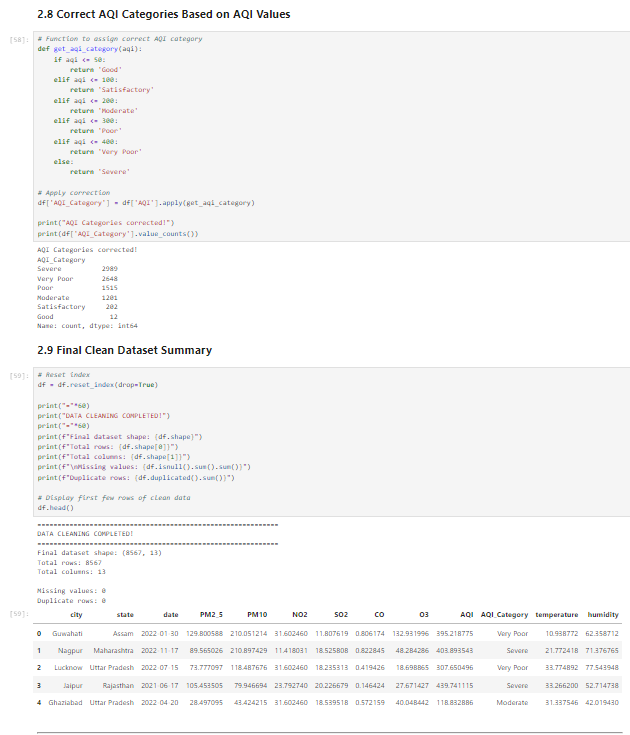 2.8 Correct AQI Categories Based on AQI Values
[58]:
# Function to assign correct AQI category
def get_aqi_category(aqi):
    if aqi <= 50:
        return 'Good'
    elif aqi <= 100:
        return 'Satisfactory'
    elif aqi <= 200:
        return 'Moderate'
    elif aqi <= 300:
        return 'Poor'
    elif aqi <= 400:
        return 'Very Poor'
    else:
        return 'Severe'
# Apply correction
df['AQI_Category'] = df['AQI'].apply(get_aqi_category)
print("AQI Categories corrected!")
print(df['AQI_Category'].value_counts())
AQI Categories corrected!
AQI_Category
Severe 2989
Very Poor 2648
Poor 1515
Moderate 1201
Satisfactory 202
Good 12
Name: count, dtype: int64
2.9 Final Clean Dataset Summary
[59]:
# Reset index
df = df.reset_index(drop=True)
print("="*60)
print("DATA CLEANING COMPLETED!")
print("="*60)
print(f"Final dataset shape: {df.shape}")
print(f"Total rows: {df.shape[0]}")
print(f"Total columns: {df.shape[1]}")
print(f"\nMissing values: {df.isnull().sum().sum()}")
print(f"Duplicate rows: {df.duplicated().sum()}")
# Display first few rows of clean data
df.head()
============================================================
DATA CLEANING COMPLETED!
============================================================
Final dataset shape: (8567, 13)
Total rows: 8567
Total columns: 13
Missing values: 0
Duplicate rows: 0
[59]:
city state date PM2_5 PM10 NO2 SO2 CO O3 AQI AQI_Category temperature humidity
0 Guwahati Assam 2022-01-30 129.800588 210.051214 31.602460 11.807619 0.806174 132.931996 395.218775 Very Poor 10.938772 62.358712
1 Nagpur Maharashtra 2022-11-17 89.565026 210.897429 11.418031 18.525808 0.822845 48.284286 403.893543 Severe 21.772418 71.376765
2 Lucknow Uttar Pradesh 2022-07-15 73.777097 118.487676 31.602460 18.235313 0.419426 18.698865 307.650496 Very Poor 33.774892 77.543948
3 Jaipur Rajasthan 2021-06-17 105.453505 79.946694 23.792740 20.226679 0.146424 27.671427 439.741115 Severe 33.266200 52.714738
4 Ghaziabad Uttar Pradesh 2022-04-20 28.497095 43.424215 31.602460 18.539518 0.572159 40.048442 118.832886 Moderate 31.337546 42.019430